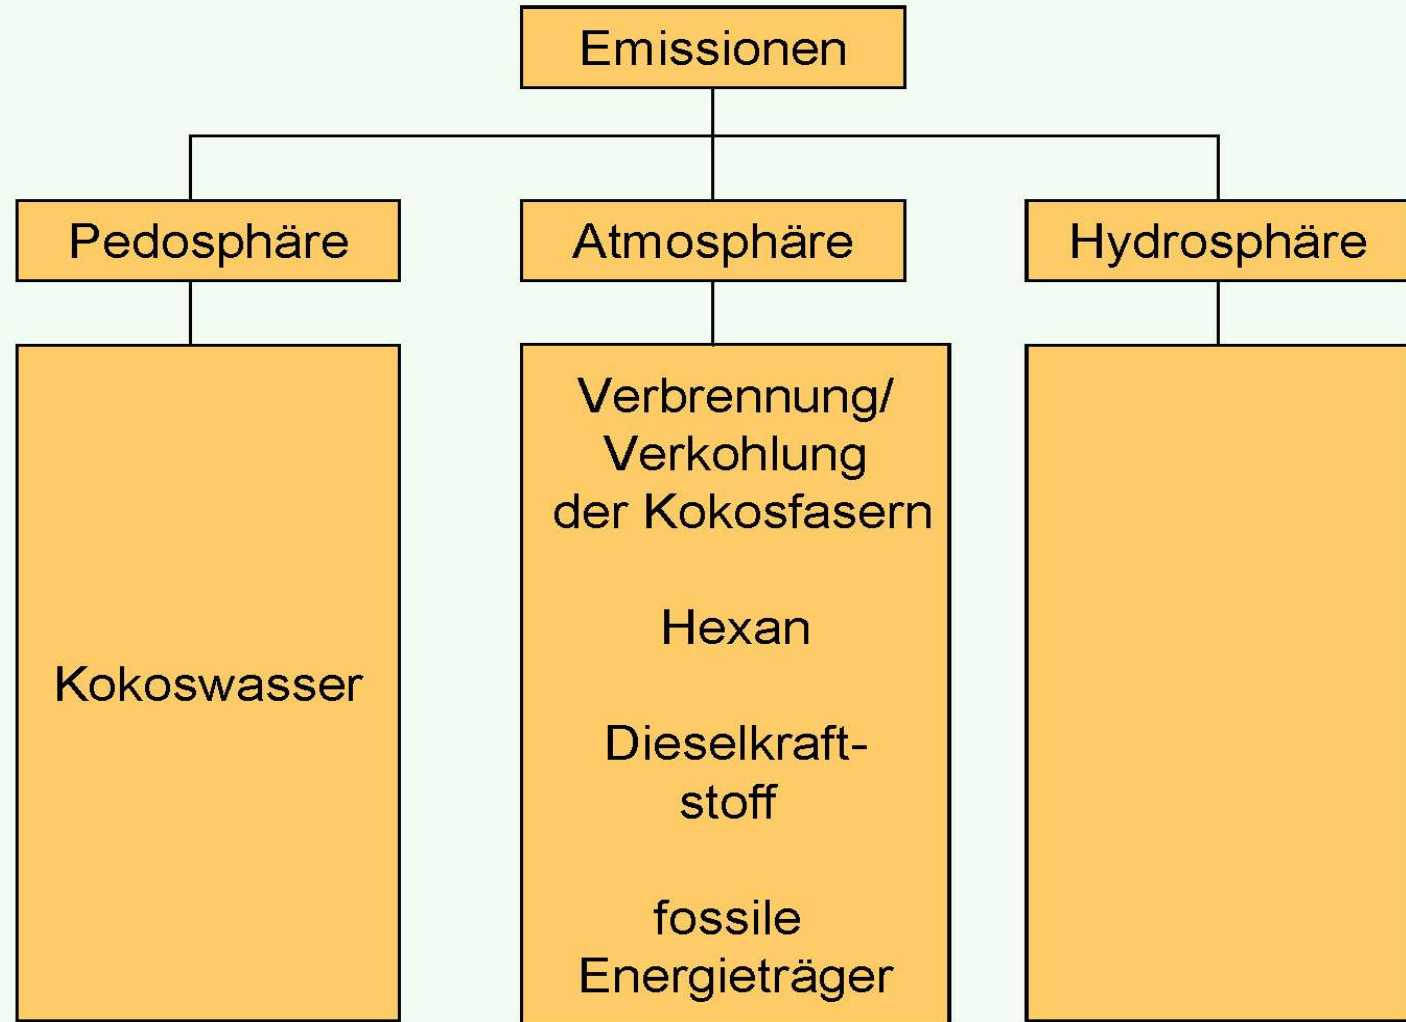 Emissionen
Pedosphäre
Atmosphäre
Hydrosphäre
Kokoswasser
Verbrennung/
Verkohlung
der Kokosfasern
Hexan
Dieselkraft-
stoff
fossile
Energieträger